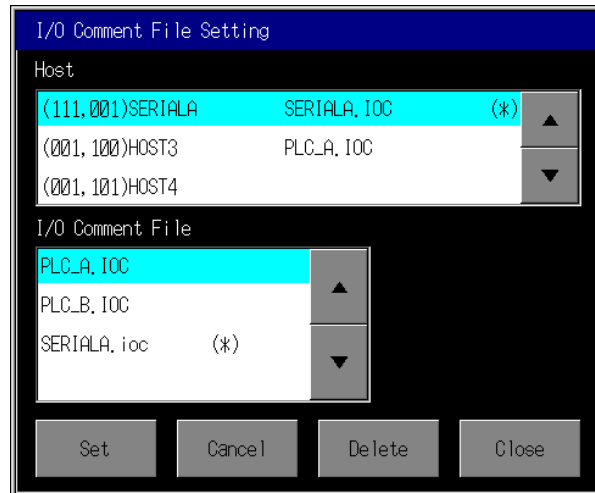 I/O Comment File Setting
Host
(111,001)SERIALA SERIALA.IOC (*)
(001,100)HOST3 PLC_A.IOC
(001,101)HOST4
I/O Comment File
PLC_A.IOC
PLC_B.IOC
SERIALA.ioc (*)
Set Cancel Delete Close